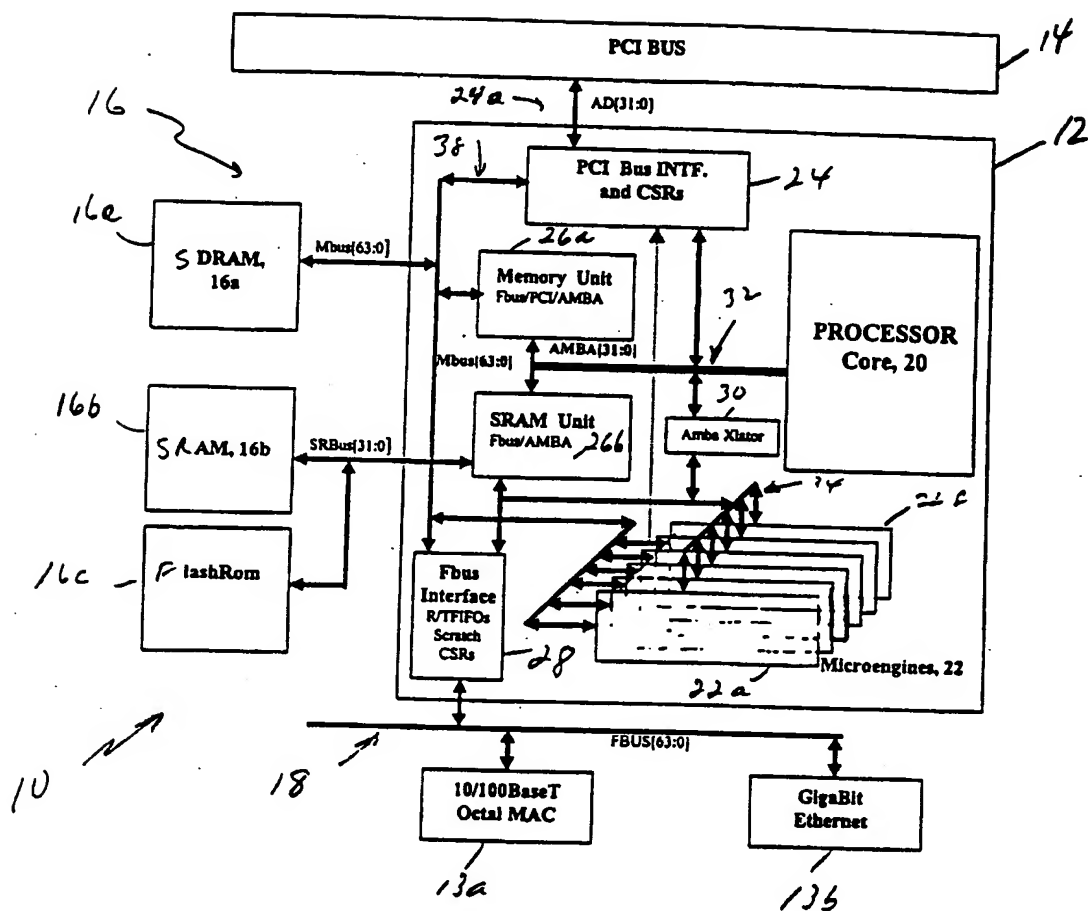 PCI BUS
14
24a
AD[31:0]
16
12
38
PCI Bus INTF.
and CSRs
24
16a
S DRAM,
16a
Mbus[63:0]
26a
Memory Unit
Fbus/PCI/AMBA
32
PROCESSOR
Core, 20
Mbus[63:0]
AMBA[31:0]
30
16b
SRAM, 16b
SRBus[31:0]
SRAM Unit
Fbus/AMBA
26b
Amba Xlator
34
16c
FlashRom
Fbus
Interface
R/TFIFOs
Scratch
CSRs
28
Microengines, 22
22a
10
18
FBUS[63:0]
10/100BaseT
Octal MAC
GigaBit
Ethernet
13a
13b